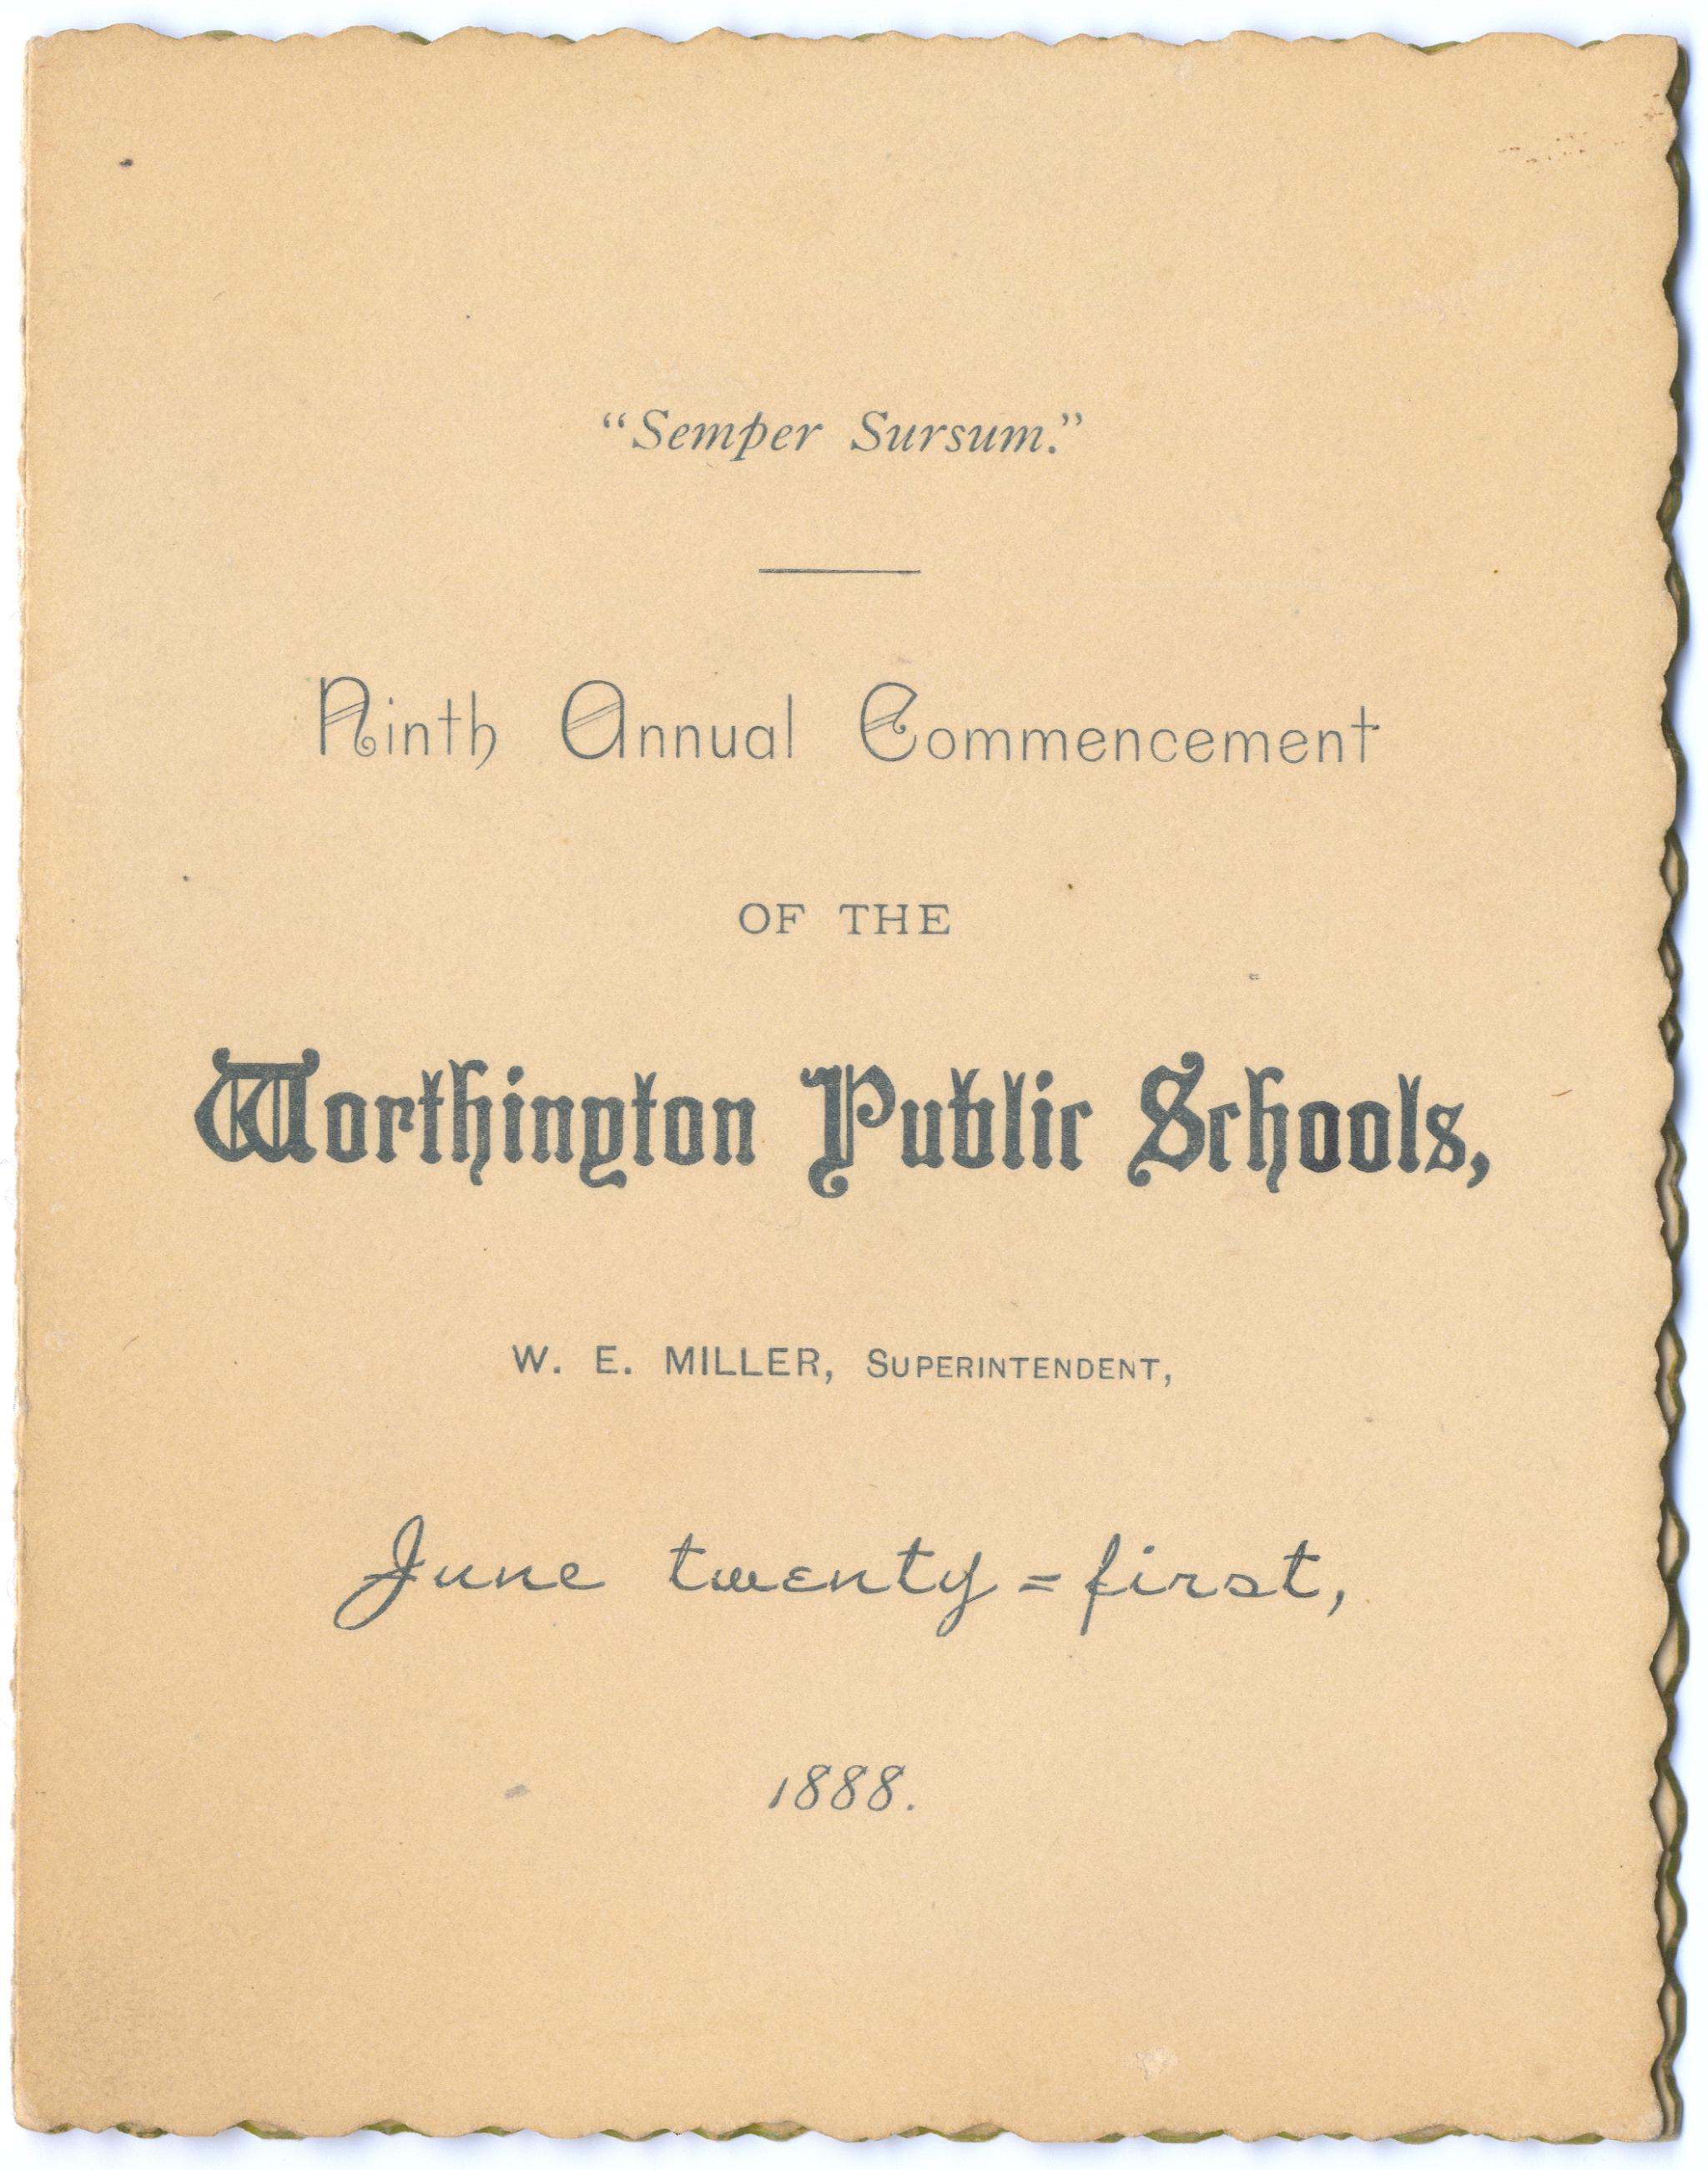 “Semper Sursum.”
Ninth Annual Commencement
OF THE
Worthington Public Schools,
W. E. MILLER, SUPERINTENDENT,
June twenty=first,
1888.